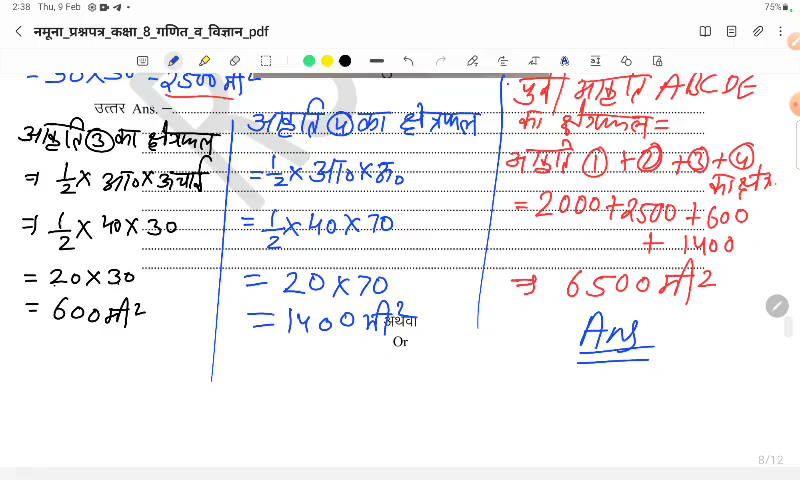 2:38 Thu, 9 Feb
75%
नमूना_प्रश्नपत्र_कक्षा_8_गणित_व_विज्ञान_pdf
= 50 × 50 = 2500 मी²
उत्तर Ans. –
आकृति ③ का क्षेत्रफल
⇒ 1/2 × आ० × ऊचाई
⇒ 1/2 × 40 × 30
= 20 × 30
= 600 मी²
आकृति ④ का क्षेत्रफल
= 1/2 × आ० × ऊ०
= 1/2 × 40 × 70
= 20 × 70
= 1400 मी²
अथवा
Or
आकृति ABCDE
का क्षेत्रफल =
आकृति ① + ② + ③ + ④
का क्षेत्र.
= 2000 + 2500 + 600
+ 1400
⇒ 6500 मी²
Ans
8/12